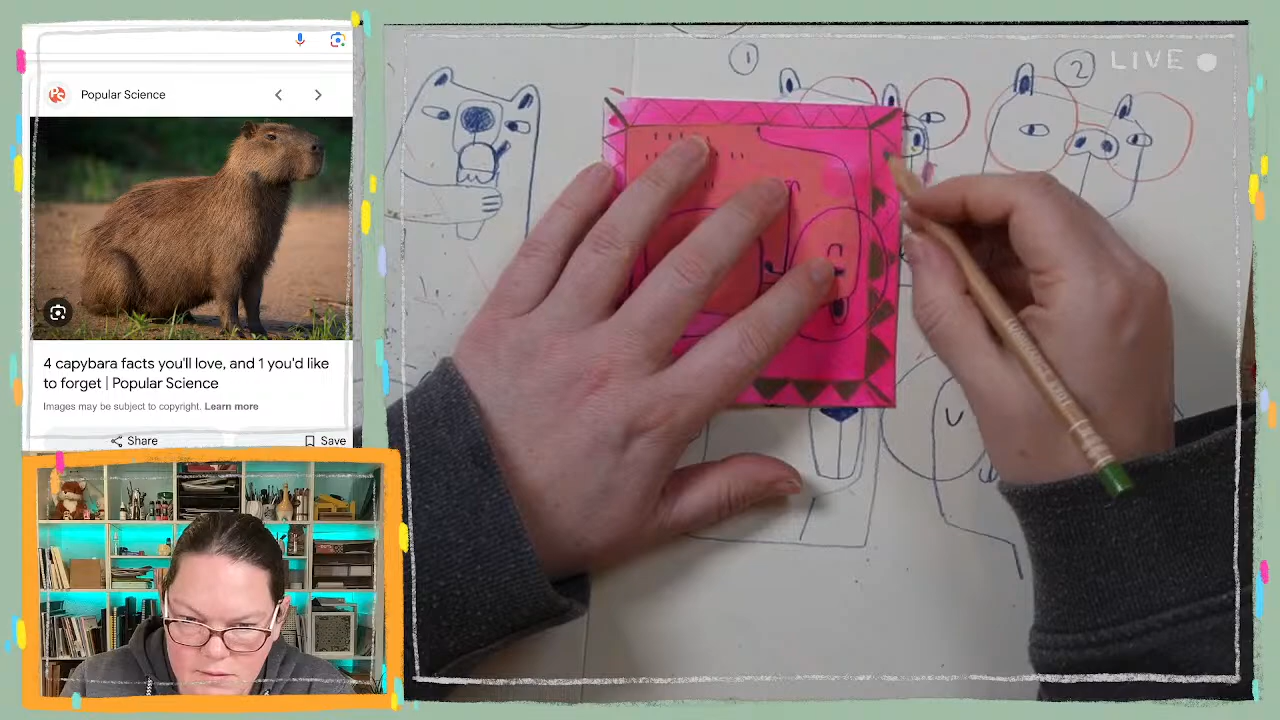 Popular Science
4 capybara facts you'll love, and 1 you'd like
to forget | Popular Science
Images may be subject to copyright. Learn more
Share
Save
LIVE
1
2